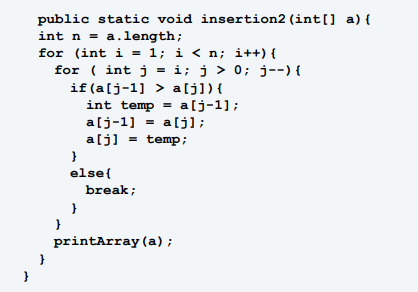 public static void insertion2(int[] a){
int n = a.length;
for (int i = 1; i < n; i++){
for ( int j = i; j > 0; j--){
if(a[j-1] > a[j]){
int temp = a[j-1];
a[j-1] = a[j];
a[j] = temp;
}
else{
break;
}
}
printArray(a);
}
}